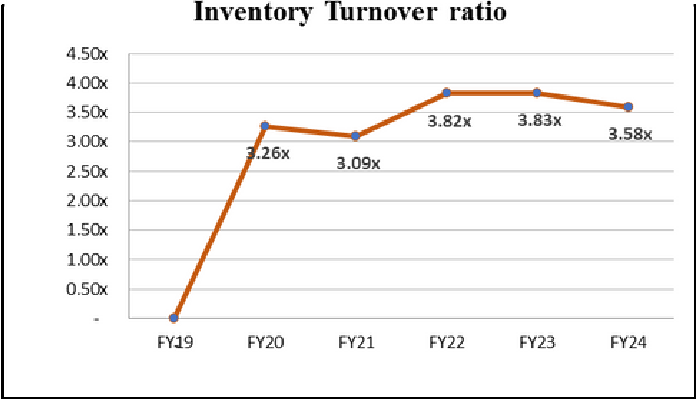 Inventory Turnover ratio
4.50x
4.00x
3.50x
3.00x
2.50x
2.00x
1.50x
1.00x
0.50x
-
3.26x
3.09x
3.82x
3.83x
3.58x
-
FY19 FY20 FY21 FY22 FY23 FY24